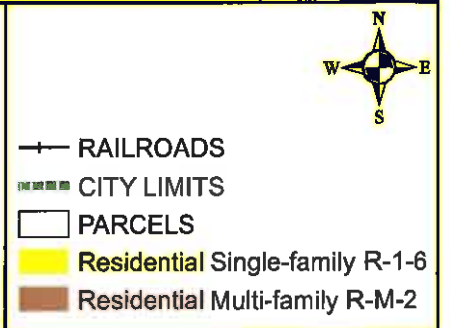 N
W E
S
RAILROADS
CITY LIMITS
PARCELS
Residential Single-family R-1-6
Residential Multi-family R-M-2